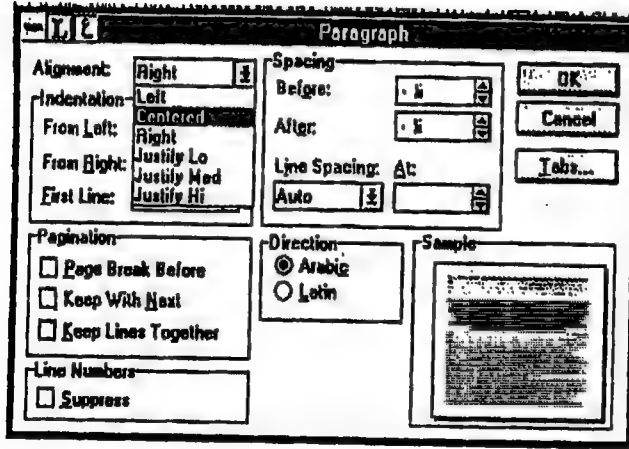 Paragraph
Alignment: Right
Left
Centered
Right
Justify Lo
Justify Med
Justify Hi
Indentation
From Left:
From Right:
First Line:
Spacing
Before:
After:
Line Spacing: At:
Auto
OK
Cancel
Tabs...
Pagination
Page Break Before
Keep With Next
Keep Lines Together
Direction
Arabic
Latin
Sample
Line Numbers
Suppress